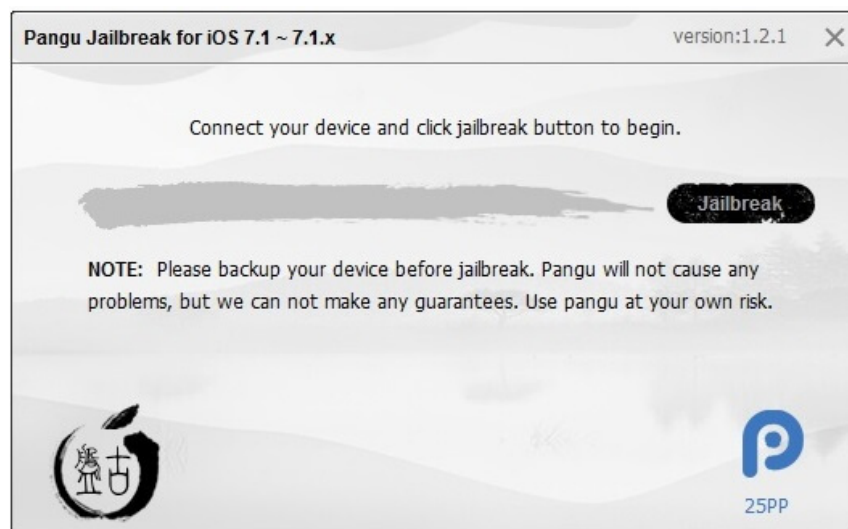 Pangu Jailbreak for iOS 7.1 ~ 7.1.x
version:1.2.1
Connect your device and click jailbreak button to begin.
Jailbreak
NOTE: Please backup your device before jailbreak. Pangu will not cause any
problems, but we can not make any guarantees. Use pangu at your own risk.
盤古
25PP